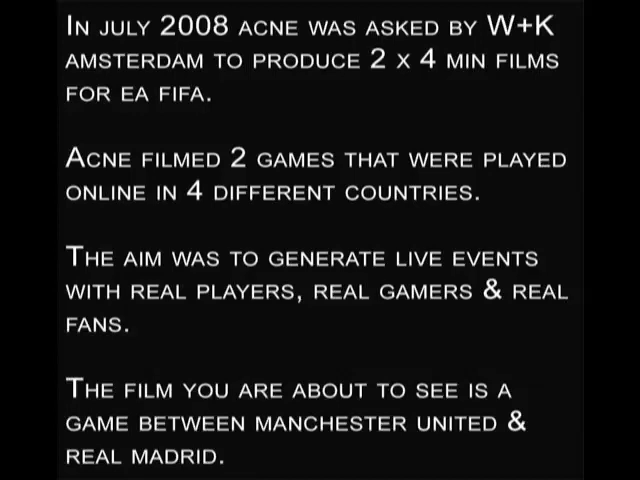 In July 2008 Acne was asked by W+K
Amsterdam to produce 2 x 4 min films
for EA FIFA.
Acne filmed 2 games that were played
online in 4 different countries.
The aim was to generate live events
with real players, real gamers & real
fans.
The film you are about to see is a
game between Manchester United &
Real Madrid.